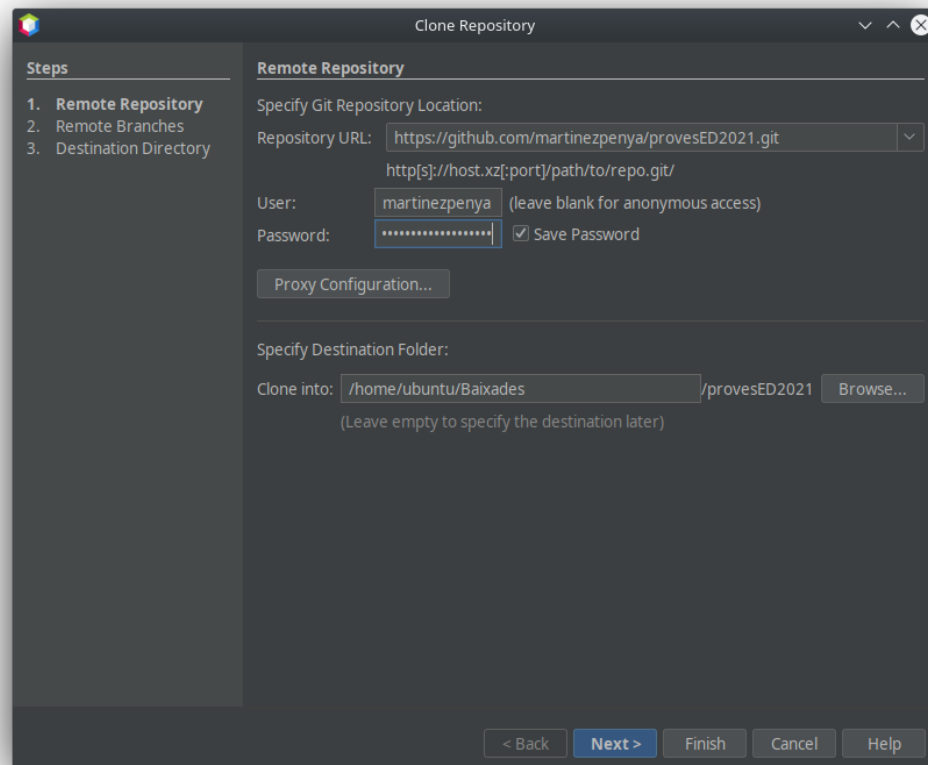 Clone Repository
Steps
1. Remote Repository
2. Remote Branches
3. Destination Directory
Remote Repository
Specify Git Repository Location:
Repository URL: https://github.com/martinezpenya/provesED2021.git
http[s]://host.xz[:port]/path/to/repo.git/
User: martinezpenya (leave blank for anonymous access)
Password: ••••••••••••••••••• Save Password
Proxy Configuration...
Specify Destination Folder:
Clone into: /home/ubuntu/Baixades /provesED2021 Browse...
(Leave empty to specify the destination later)
< Back Next > Finish Cancel Help